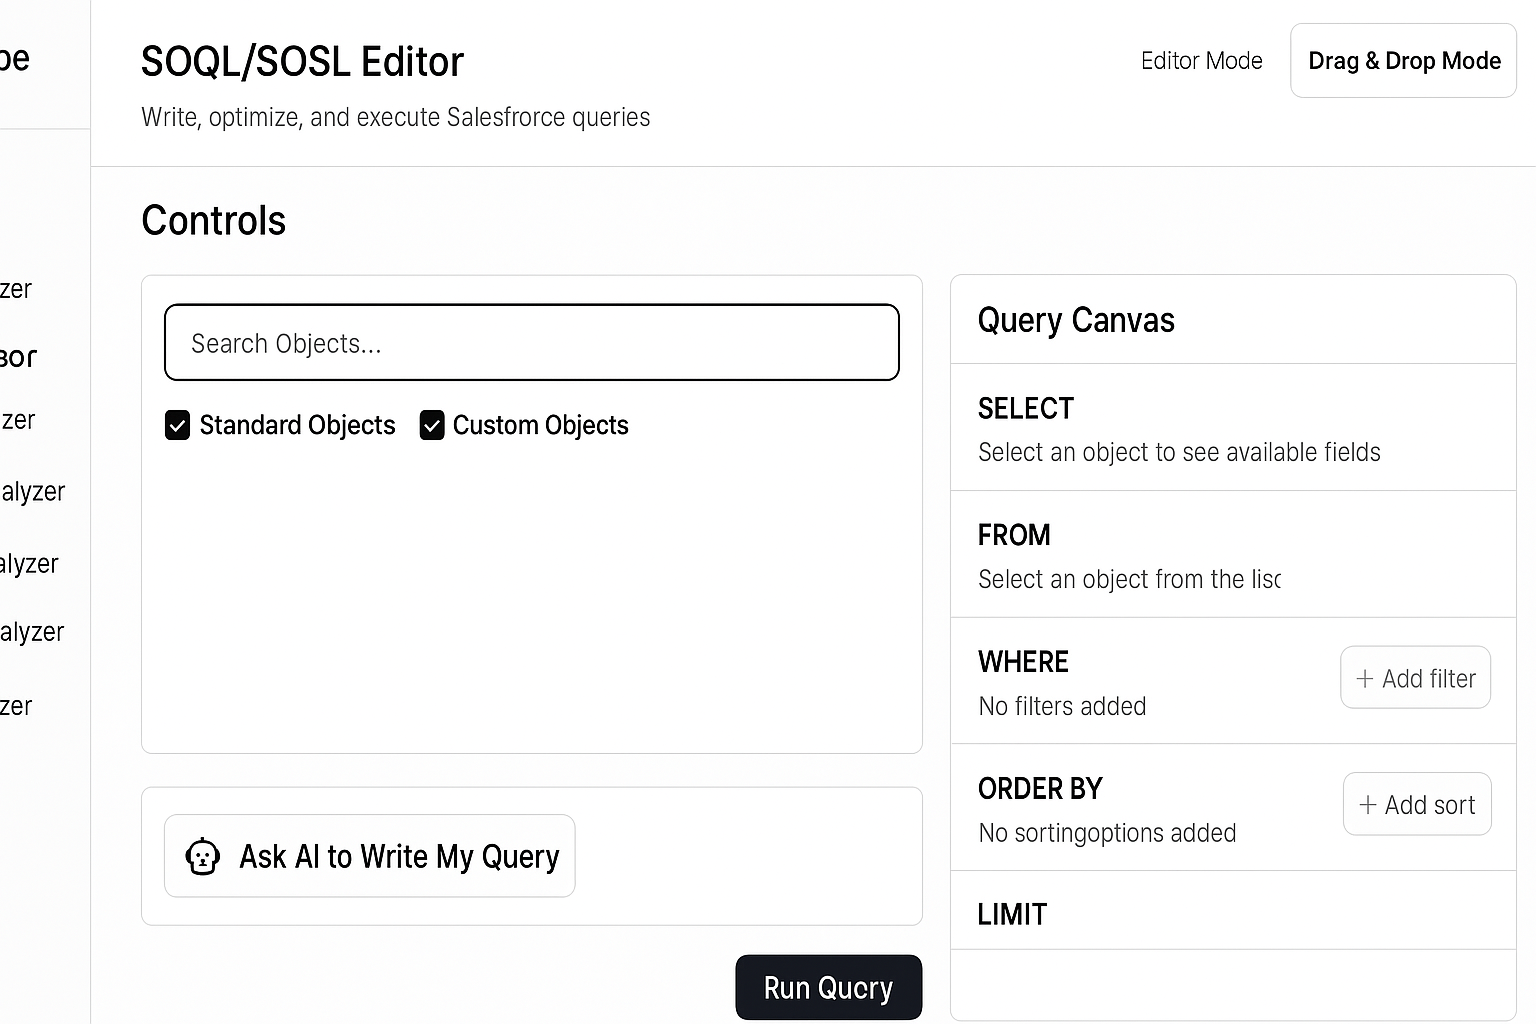 be
SOQL/SOSL Editor
Write, optimize, and execute Salesfrorce queries
Editor Mode
Drag & Drop Mode
zer
zer
alyzer
alyzer
alyzer
zer
Controls
Search Objects...
Standard Objects
Custom Objects
Ask AI to Write My Query
Run Qucry
Query Canvas
SELECT
Select an object to see available fields
FROM
Select an object from the lisc
WHERE
No filters added
+ Add filter
ORDER BY
No sortingoptions added
+ Add sort
LIMIT